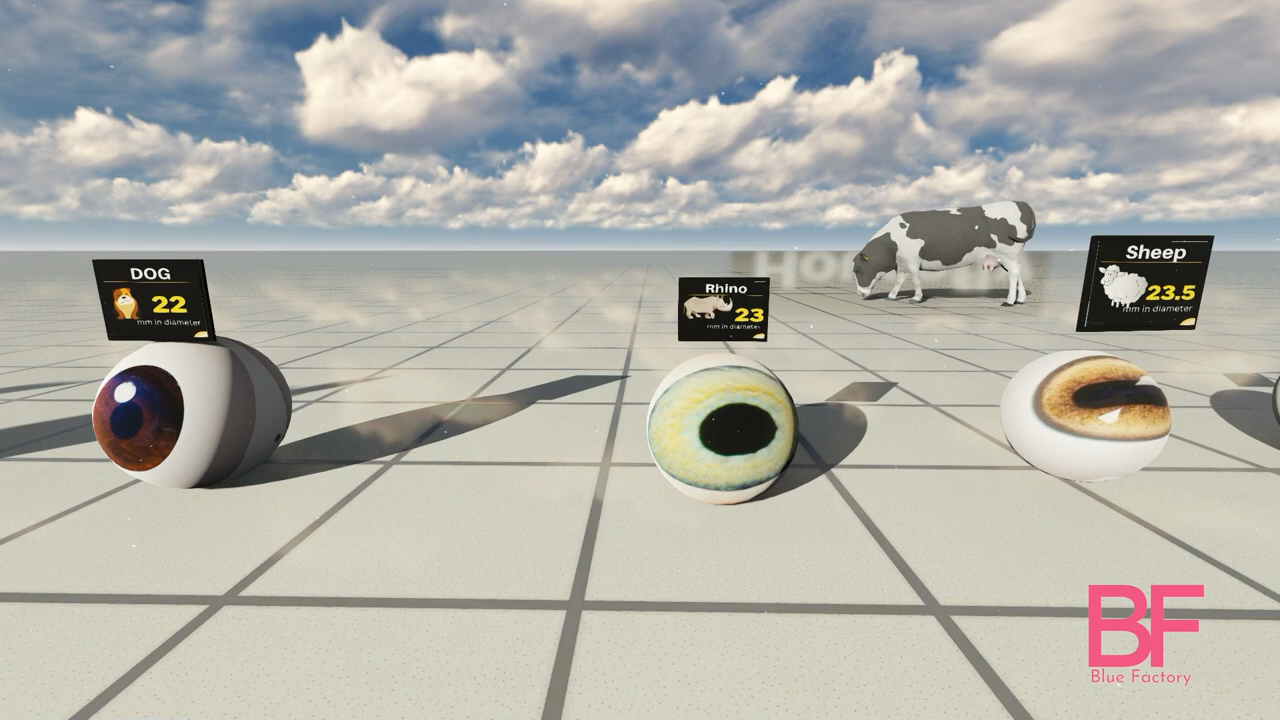 DOG
22
mm in diameter
Rhino
23
mm in diameter
Sheep
23.5
mm in diameter
BF
Blue Factory